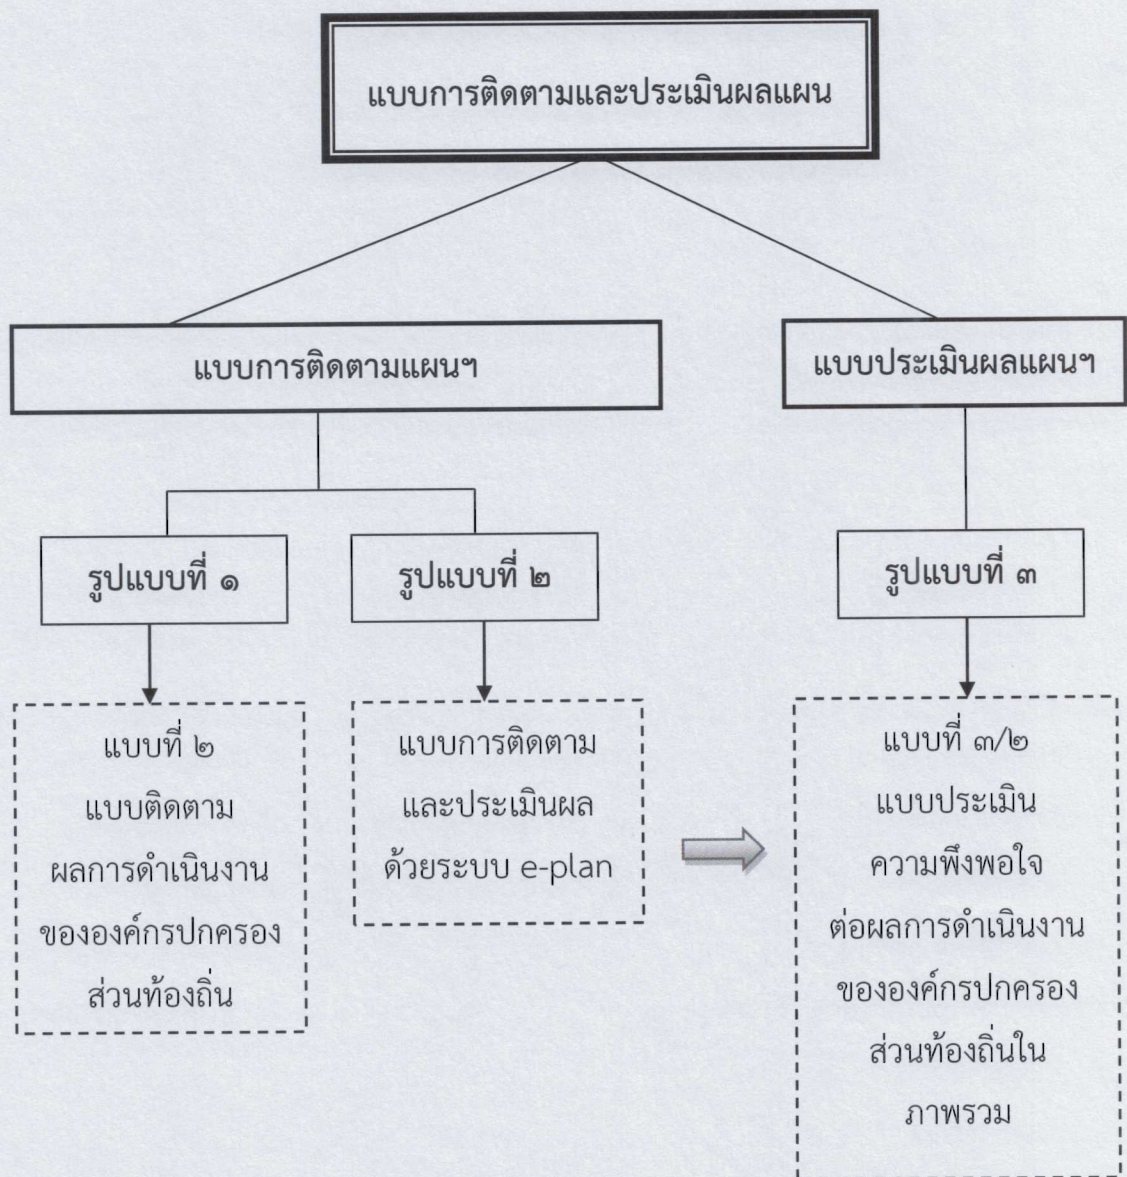 แบบการติดตามและประเมินผลแผน
แบบการติดตามแผนฯ
แบบประเมินผลแผนฯ
รูปแบบที่ ๑
รูปแบบที่ ๒
รูปแบบที่ ๓
แบบที่ ๒
แบบติดตาม
ผลการดำเนินงาน
ขององค์กรปกครอง
ส่วนท้องถิ่น
แบบการติดตาม
และประเมินผล
ด้วยระบบ e-plan
แบบที่ ๓/๒
แบบประเมิน
ความพึงพอใจ
ต่อผลการดำเนินงาน
ขององค์กรปกครอง
ส่วนท้องถิ่นใน
ภาพรวม